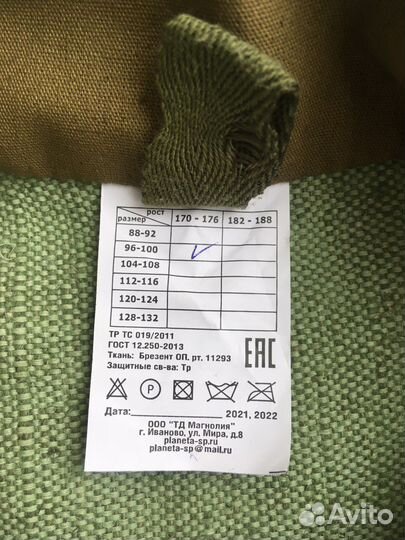 рост
размер 170 - 176 182 - 188
88-92
96-100 ✓
104-108
112-116
120-124
128-132
ТР ТС 019/2011
ГОСТ 12.250-2013
Ткань: Брезент ОП. рт. 11293
Защитные св-ва: Тр
EAC
P
Дата: 2021, 2022
ООО "ТД Магнолия"
г. Иваново, ул. Мира, д.8
planeta-sp.ru
planeta-sp@mail.ru
Avito